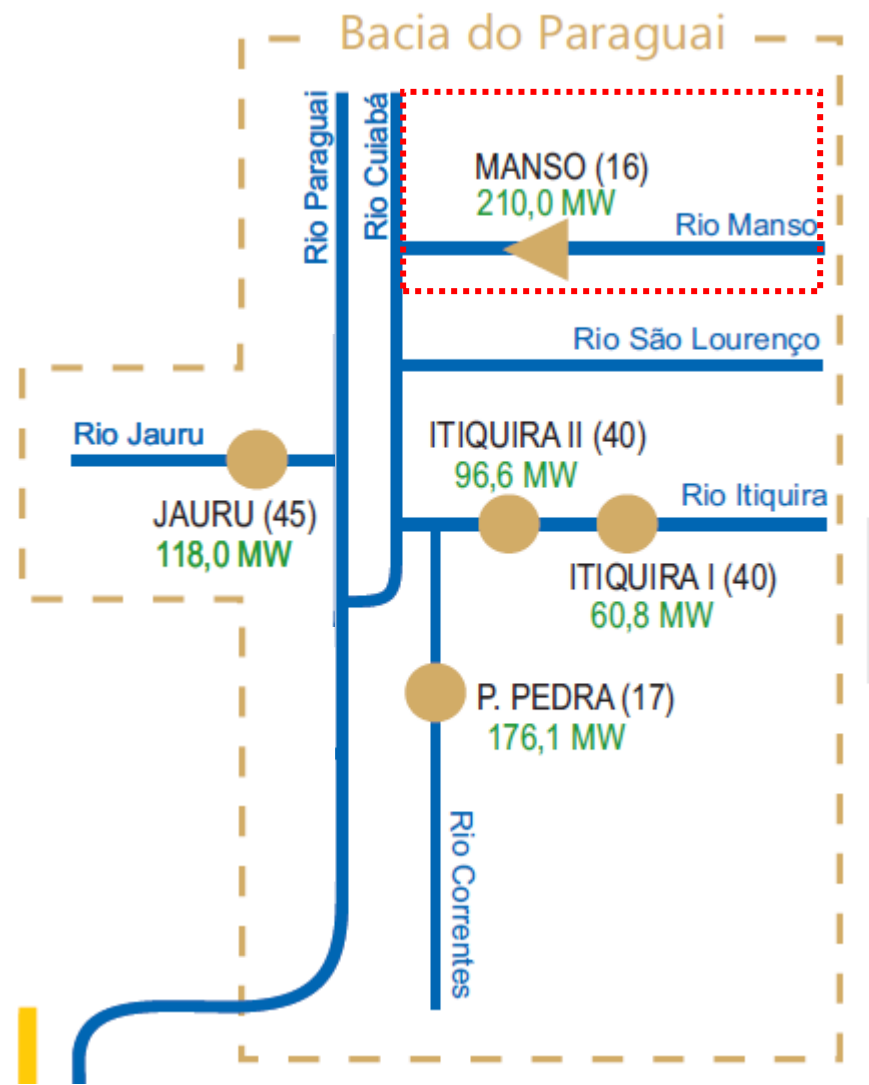 Bacia do Paraguai
Rio Paraguai
Rio Cuiabá
MANSO (16)
210,0 MW
Rio Manso
Rio São Lourenço
Rio Jauru
JAURU (45)
118,0 MW
ITIQUIRA II (40)
96,6 MW
Rio Itiquira
ITIQUIRA I (40)
60,8 MW
P. PEDRA (17)
176,1 MW
Rio Correntes